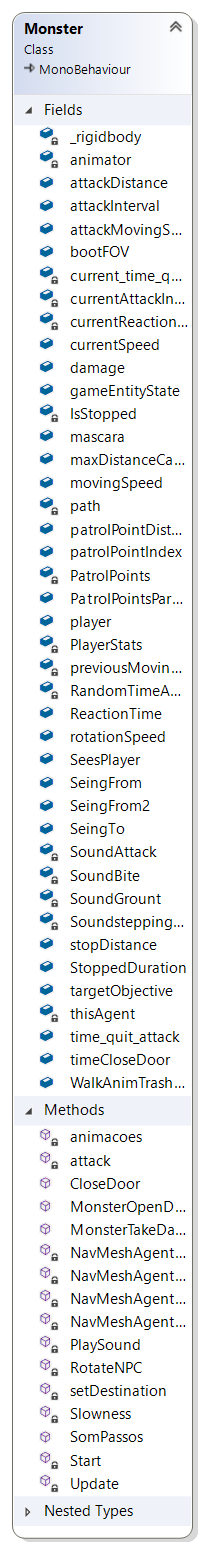 Monster
Class
MonoBehaviour
Fields
_rigidbody
animator
attackDistance
attackInterval
attackMovingS...
bootFOV
current_time_q...
currentAttackIn...
currentReaction...
currentSpeed
damage
gameEntityState
IsStopped
mascara
maxDistanceCa...
movingSpeed
path
patrolPointDist...
patrolPointIndex
PatrolPoints
PatrolPointsPar...
player
PlayerStats
previousMovin...
RandomTimeA...
ReactionTime
rotationSpeed
SeesPlayer
SeingFrom
SeingFrom2
SeingTo
SoundAttack
SoundBite
SoundGrount
Soundstepping...
stopDistance
StoppedDuration
targetObjective
thisAgent
time_quit_attack
timeCloseDoor
WalkAnimTrash...
Methods
animacoes
attack
CloseDoor
MonsterOpenD...
MonsterTakeDa...
NavMeshAgent...
NavMeshAgent...
NavMeshAgent...
NavMeshAgent...
PlaySound
RotateNPC
setDestination
Slowness
SomPassos
Start
Update
Nested Types